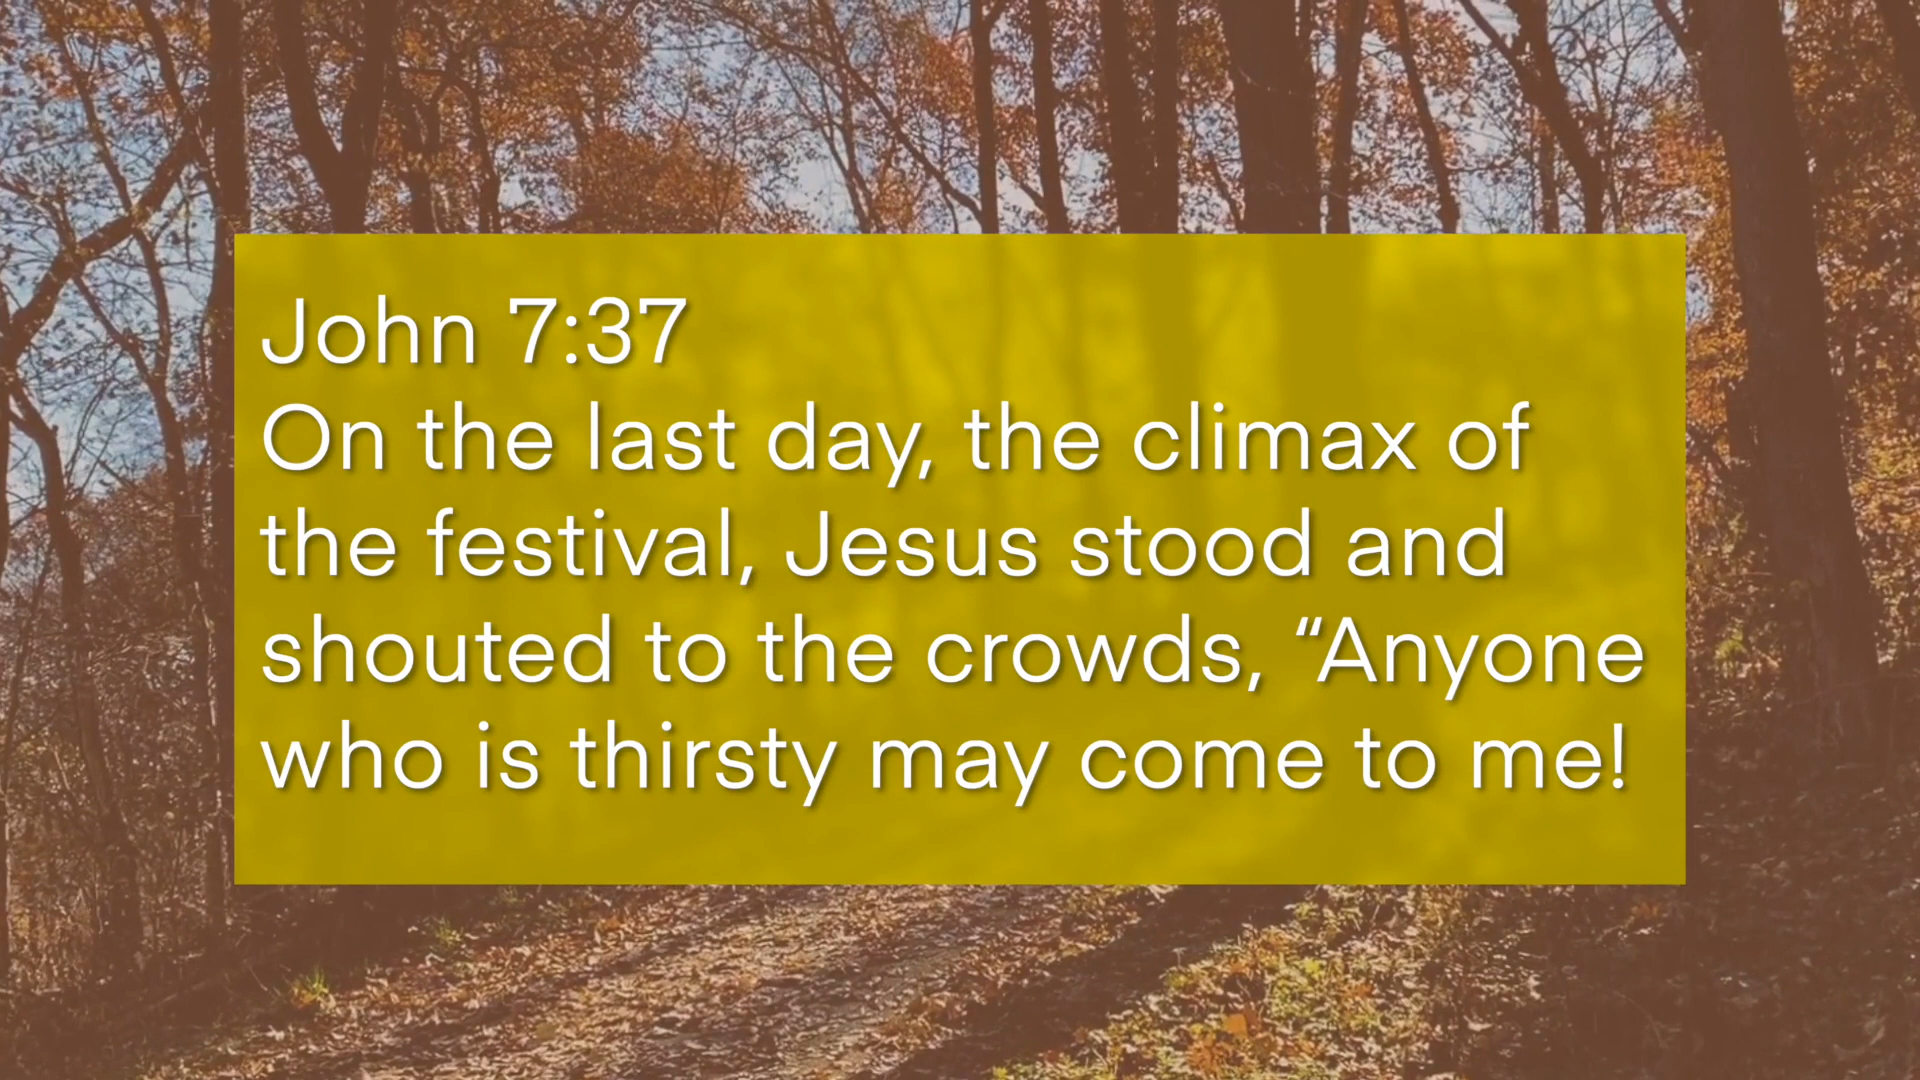 John 7:37
On the last day, the climax of
the festival, Jesus stood and
shouted to the crowds, “Anyone
who is thirsty may come to me!